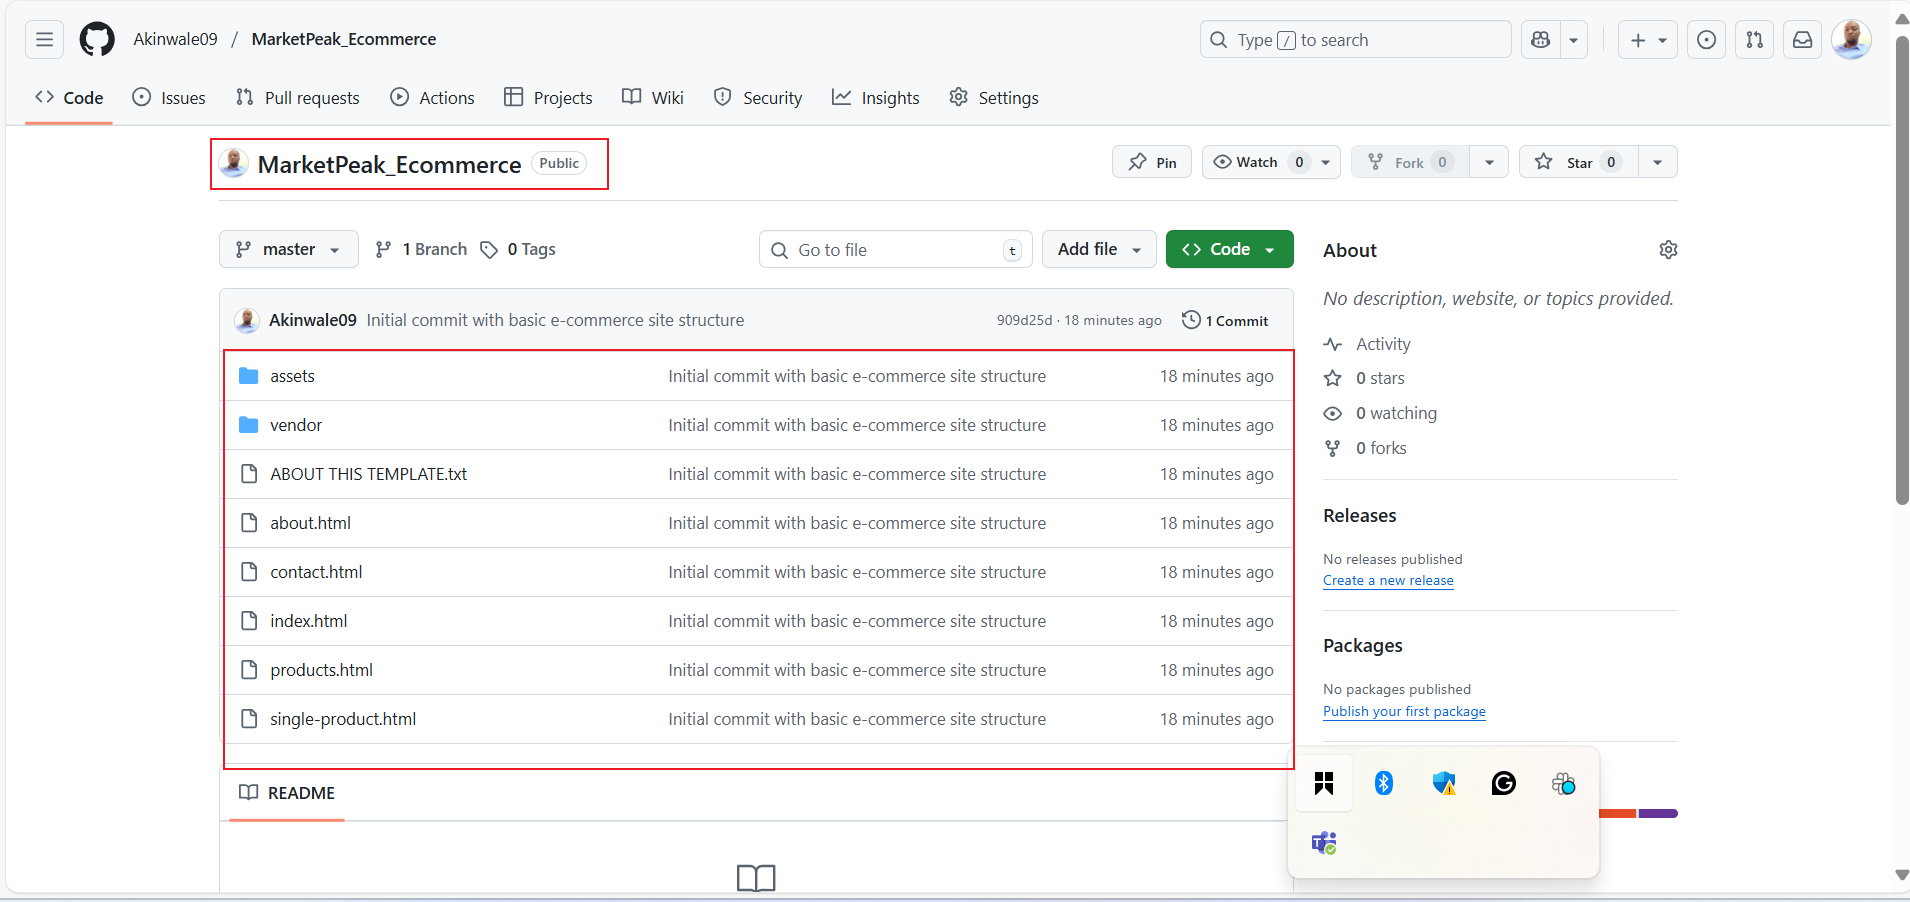 Akinwale09 / MarketPeak_Ecommerce
Type / to search
Code Issues Pull requests Actions Projects Wiki Security Insights Settings
MarketPeak_Ecommerce Public
Pin Watch 0 Fork 0 Star 0
master 1 Branch 0 Tags
Go to file t Add file Code
Akinwale09 Initial commit with basic e-commerce site structure 909d25d · 18 minutes ago 1 Commit
assets Initial commit with basic e-commerce site structure 18 minutes ago
vendor Initial commit with basic e-commerce site structure 18 minutes ago
ABOUT THIS TEMPLATE.txt Initial commit with basic e-commerce site structure 18 minutes ago
about.html Initial commit with basic e-commerce site structure 18 minutes ago
contact.html Initial commit with basic e-commerce site structure 18 minutes ago
index.html Initial commit with basic e-commerce site structure 18 minutes ago
products.html Initial commit with basic e-commerce site structure 18 minutes ago
single-product.html Initial commit with basic e-commerce site structure 18 minutes ago
README
About
No description, website, or topics provided.
Activity
0 stars
0 watching
0 forks
Releases
No releases published
Create a new release
Packages
No packages published
Publish your first package